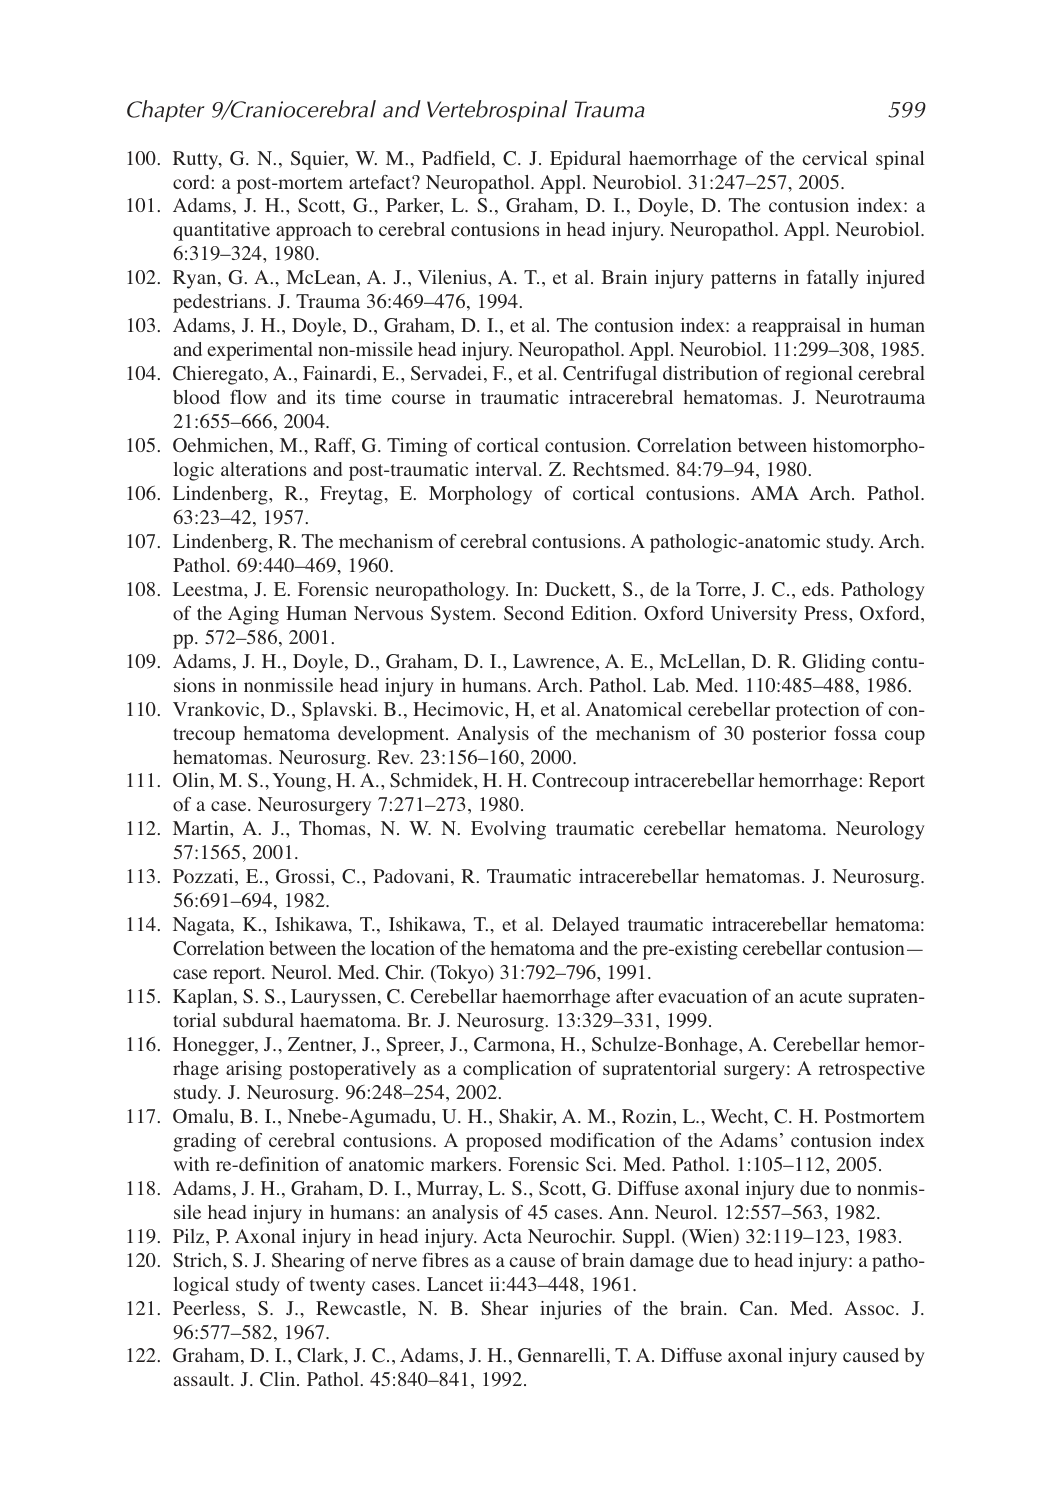 Chapter 9/Craniocerebral and Vertebrospinal Trauma 599
100. Rutty, G. N., Squier, W. M., Padfield, C. J. Epidural haemorrhage of the cervical spinal
cord: a post-mortem artefact? Neuropathol. Appl. Neurobiol. 31:247–257, 2005.
101. Adams, J. H., Scott, G., Parker, L. S., Graham, D. I., Doyle, D. The contusion index: a
quantitative approach to cerebral contusions in head injury. Neuropathol. Appl. Neurobiol.
6:319–324, 1980.
102. Ryan, G. A., McLean, A. J., Vilenius, A. T., et al. Brain injury patterns in fatally injured
pedestrians. J. Trauma 36:469–476, 1994.
103. Adams, J. H., Doyle, D., Graham, D. I., et al. The contusion index: a reappraisal in human
and experimental non-missile head injury. Neuropathol. Appl. Neurobiol. 11:299–308, 1985.
104. Chieregato, A., Fainardi, E., Servadei, F., et al. Centrifugal distribution of regional cerebral
blood flow and its time course in traumatic intracerebral hematomas. J. Neurotrauma
21:655–666, 2004.
105. Oehmichen, M., Raff, G. Timing of cortical contusion. Correlation between histomorpho-
logic alterations and post-traumatic interval. Z. Rechtsmed. 84:79–94, 1980.
106. Lindenberg, R., Freytag, E. Morphology of cortical contusions. AMA Arch. Pathol.
63:23–42, 1957.
107. Lindenberg, R. The mechanism of cerebral contusions. A pathologic-anatomic study. Arch.
Pathol. 69:440–469, 1960.
108. Leestma, J. E. Forensic neuropathology. In: Duckett, S., de la Torre, J. C., eds. Pathology
of the Aging Human Nervous System. Second Edition. Oxford University Press, Oxford,
pp. 572–586, 2001.
109. Adams, J. H., Doyle, D., Graham, D. I., Lawrence, A. E., McLellan, D. R. Gliding contu-
sions in nonmissile head injury in humans. Arch. Pathol. Lab. Med. 110:485–488, 1986.
110. Vrankovic, D., Splavski. B., Hecimovic, H, et al. Anatomical cerebellar protection of con-
trecoup hematoma development. Analysis of the mechanism of 30 posterior fossa coup
hematomas. Neurosurg. Rev. 23:156–160, 2000.
111. Olin, M. S., Young, H. A., Schmidek, H. H. Contrecoup intracerebellar hemorrhage: Report
of a case. Neurosurgery 7:271–273, 1980.
112. Martin, A. J., Thomas, N. W. N. Evolving traumatic cerebellar hematoma. Neurology
57:1565, 2001.
113. Pozzati, E., Grossi, C., Padovani, R. Traumatic intracerebellar hematomas. J. Neurosurg.
56:691–694, 1982.
114. Nagata, K., Ishikawa, T., Ishikawa, T., et al. Delayed traumatic intracerebellar hematoma:
Correlation between the location of the hematoma and the pre-existing cerebellar contusion—
case report. Neurol. Med. Chir. (Tokyo) 31:792–796, 1991.
115. Kaplan, S. S., Lauryssen, C. Cerebellar haemorrhage after evacuation of an acute supraten-
torial subdural haematoma. Br. J. Neurosurg. 13:329–331, 1999.
116. Honegger, J., Zentner, J., Spreer, J., Carmona, H., Schulze-Bonhage, A. Cerebellar hemor-
rhage arising postoperatively as a complication of supratentorial surgery: A retrospective
study. J. Neurosurg. 96:248–254, 2002.
117. Omalu, B. I., Nnebe-Agumadu, U. H., Shakir, A. M., Rozin, L., Wecht, C. H. Postmortem
grading of cerebral contusions. A proposed modification of the Adams’ contusion index
with re-definition of anatomic markers. Forensic Sci. Med. Pathol. 1:105–112, 2005.
118. Adams, J. H., Graham, D. I., Murray, L. S., Scott, G. Diffuse axonal injury due to nonmis-
sile head injury in humans: an analysis of 45 cases. Ann. Neurol. 12:557–563, 1982.
119. Pilz, P. Axonal injury in head injury. Acta Neurochir. Suppl. (Wien) 32:119–123, 1983.
120. Strich, S. J. Shearing of nerve fibres as a cause of brain damage due to head injury: a patho-
logical study of twenty cases. Lancet ii:443–448, 1961.
121. Peerless, S. J., Rewcastle, N. B. Shear injuries of the brain. Can. Med. Assoc. J.
96:577–582, 1967.
122. Graham, D. I., Clark, J. C., Adams, J. H., Gennarelli, T. A. Diffuse axonal injury caused by
assault. J. Clin. Pathol. 45:840–841, 1992.